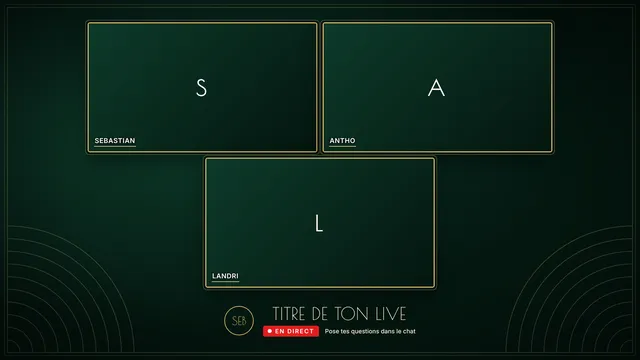 S
A
SEBASTIAN
ANTHO
L
LANDRI
SEB
TITRE DE TON LIVE
EN DIRECT
Pose tes questions dans le chat